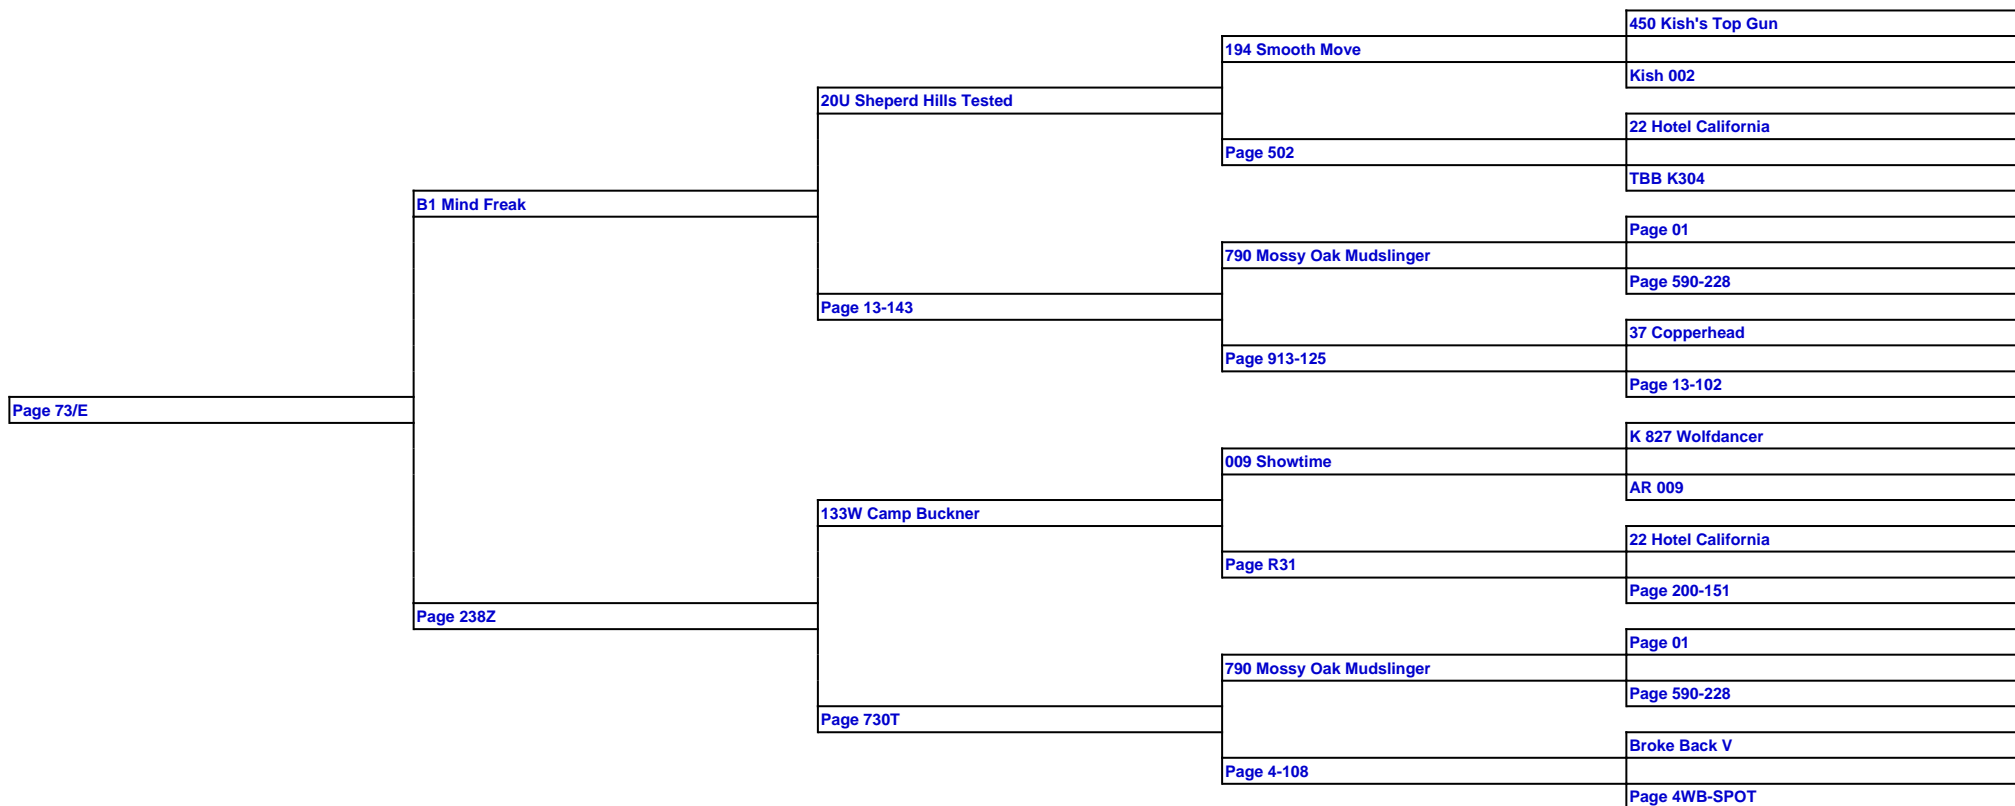 450 Kish's Top Gun
194 Smooth Move
Kish 002
20U Sheperd Hills Tested
22 Hotel California
Page 502
TBB K304
B1 Mind Freak
Page 01
790 Mossy Oak Mudslinger
Page 590-228
Page 13-143
37 Copperhead
Page 913-125
Page 13-102
Page 73/E
K 827 Wolfdancer
009 Showtime
AR 009
133W Camp Buckner
22 Hotel California
Page R31
Page 200-151
Page 238Z
Page 01
790 Mossy Oak Mudslinger
Page 590-228
Page 730T
Broke Back V
Page 4-108
Page 4WB-SPOT